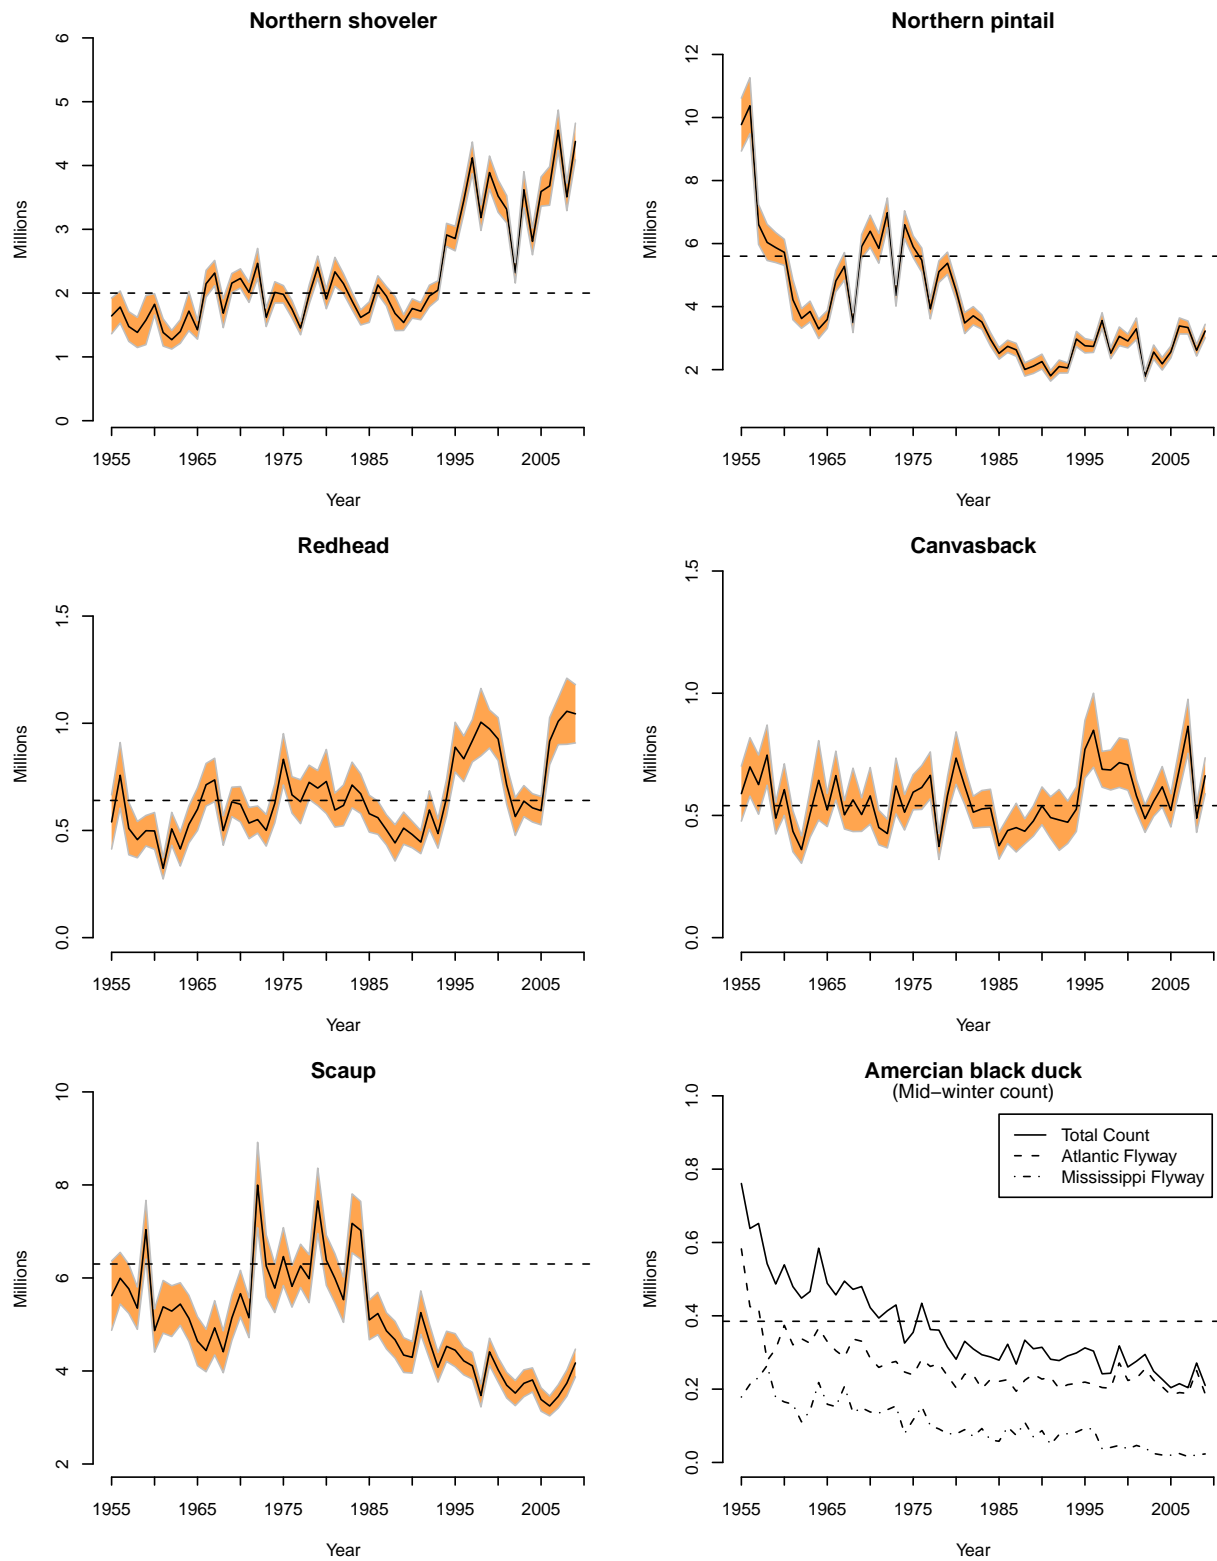 Northern shoveler
6
5
4
3
2
1
0
Millions
1955 1965 1975 1985 1995 2005
Year
Northern pintail
12
10
8
6
4
2
Millions
1955 1965 1975 1985 1995 2005
Year
Redhead
1.5
1.0
0.5
0.0
Millions
1955 1965 1975 1985 1995 2005
Year
Canvasback
1.5
1.0
0.5
0.0
Millions
1955 1965 1975 1985 1995 2005
Year
Scaup
10
8
6
4
2
Millions
1955 1965 1975 1985 1995 2005
Year
Amercian black duck
(Mid−winter count)
1.0
0.8
0.6
0.4
0.2
0.0
Millions
Total Count
Atlantic Flyway
Mississippi Flyway
1955 1965 1975 1985 1995 2005
Year